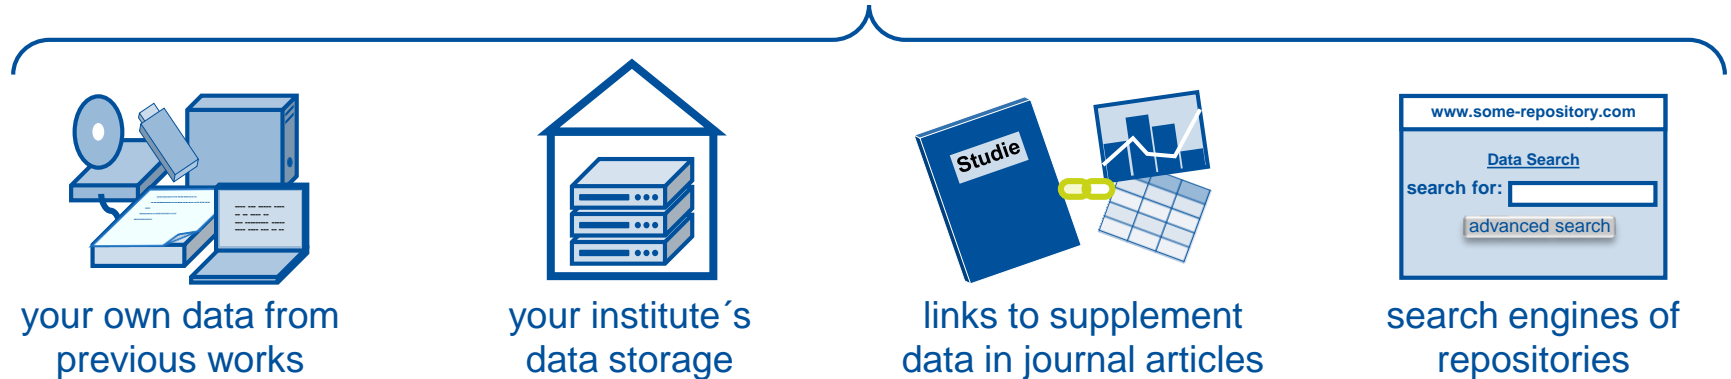 Studie
www.some-repository.com
Data Search
search for:
advanced search
your own data from
previous works
your institute´s
data storage
links to supplement
data in journal articles
search engines of
repositories